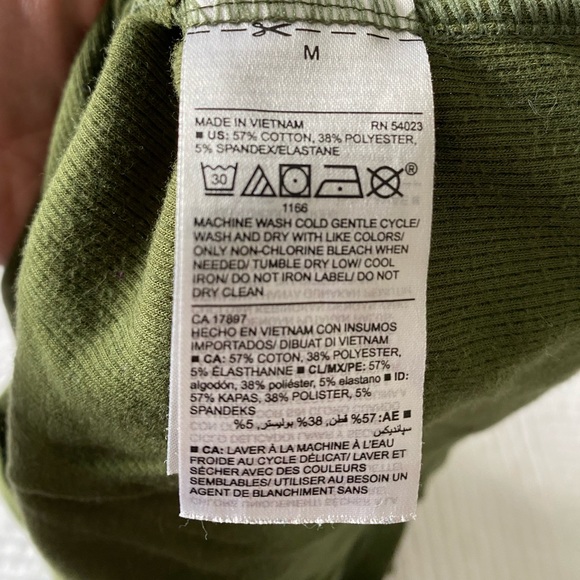 M
MADE IN VIETNAM RN 54023
■ US: 57% COTTON, 38% POLYESTER,
5% SPANDEX/ELASTANE
30 ®
1166
MACHINE WASH COLD GENTLE CYCLE/
WASH AND DRY WITH LIKE COLORS/
ONLY NON-CHLORINE BLEACH WHEN
NEEDED/ TUMBLE DRY LOW/ COOL
IRON/ DO NOT IRON LABEL/ DO NOT
DRY CLEAN
CA 17897
HECHO EN VIETNAM CON INSUMOS
IMPORTADOS/ DIBUAT DI VIETNAM
■ CA: 57% COTTON, 38% POLYESTER,
5% ÉLASTHANNE ■ CL/MX/PE: 57%
algodón, 38% poliéster, 5% elastano ■ ID:
57% KAPAS, 38% POLISTER, 5%
SPANDEKS
■ AE: 57% قطن, 38% بوليستر, 5%
سپانديكس
■ CA: LAVER À LA MACHINE À L'EAU
FROIDE AU CYCLE DÉLICAT/ LAVER ET
SÉCHER AVEC DES COULEURS
SEMBLABLES/ UTILISER AU BESOIN UN
AGENT DE BLANCHIMENT SANS